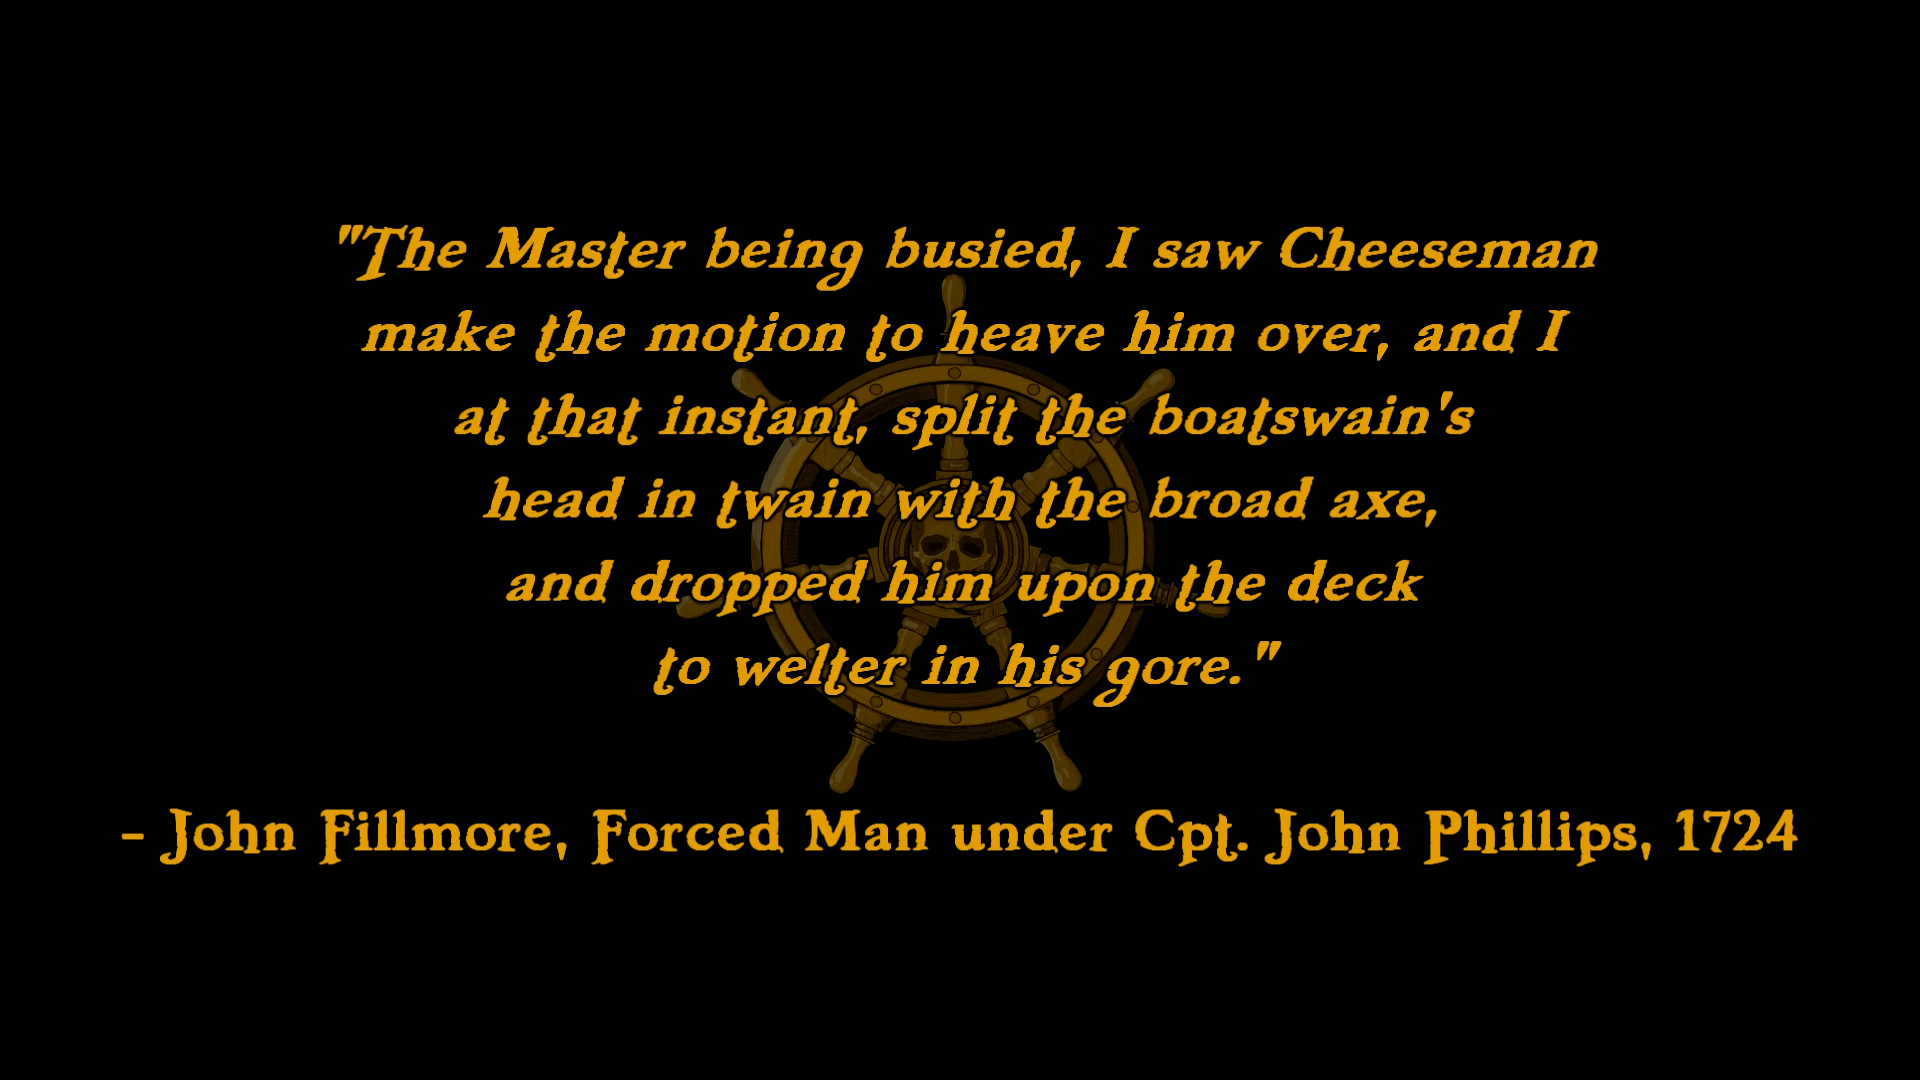 "The Master being busied, I saw Cheeseman
make the motion to heave him over, and I
at that instant, split the boatswain's
head in twain with the broad axe,
and dropped him upon the deck
to welter in his gore."
- John Fillmore, Forced Man under Cpt. John Phillips, 1724